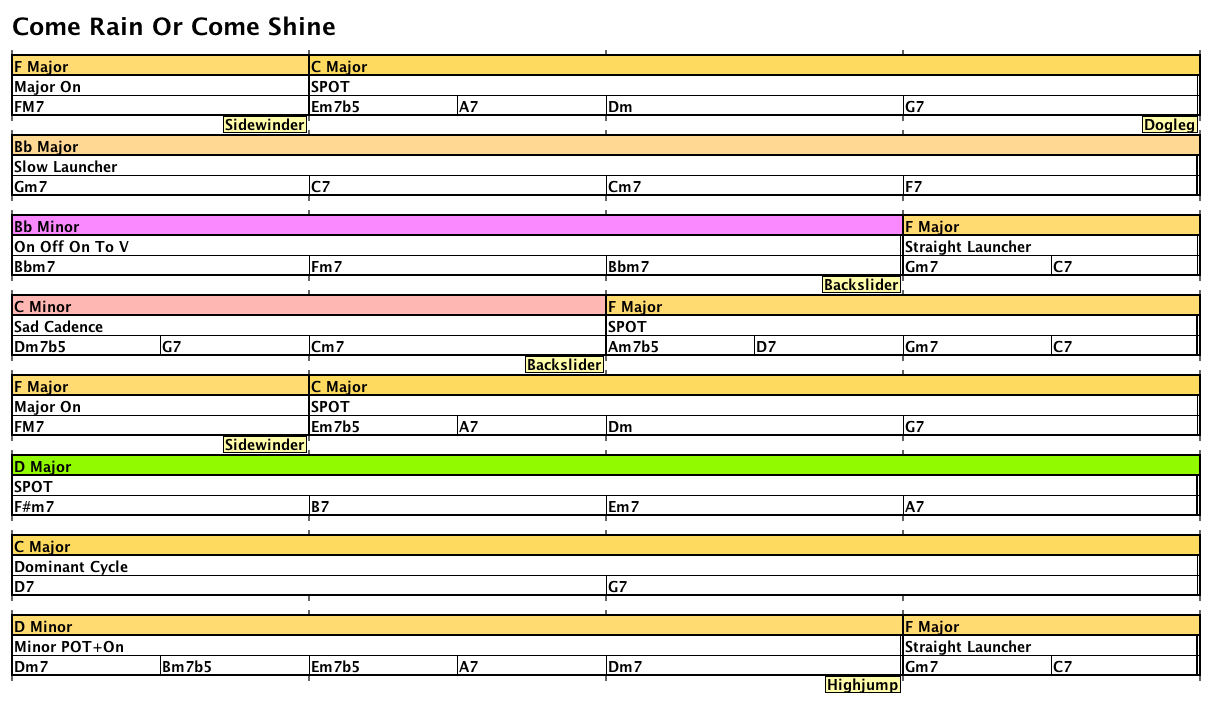 Come Rain Or Come Shine
F Major C Major
Major On SPOT
FM7 Em7b5 A7 Dm G7
Sidewinder Dogleg
Bb Major
Slow Launcher
Gm7 C7 Cm7 F7
Bb Minor F Major
On Off On To V Straight Launcher
Bbm7 Fm7 Bbm7 Gm7 C7
Backslider
C Minor F Major
Sad Cadence SPOT
Dm7b5 G7 Cm7 Am7b5 D7 Gm7 C7
Backslider
F Major C Major
Major On SPOT
FM7 Em7b5 A7 Dm G7
Sidewinder
D Major
SPOT
F#m7 B7 Em7 A7
C Major
Dominant Cycle
D7 G7
D Minor F Major
Minor POT+On Straight Launcher
Dm7 Bm7b5 Em7b5 A7 Dm7 Gm7 C7
Highjump